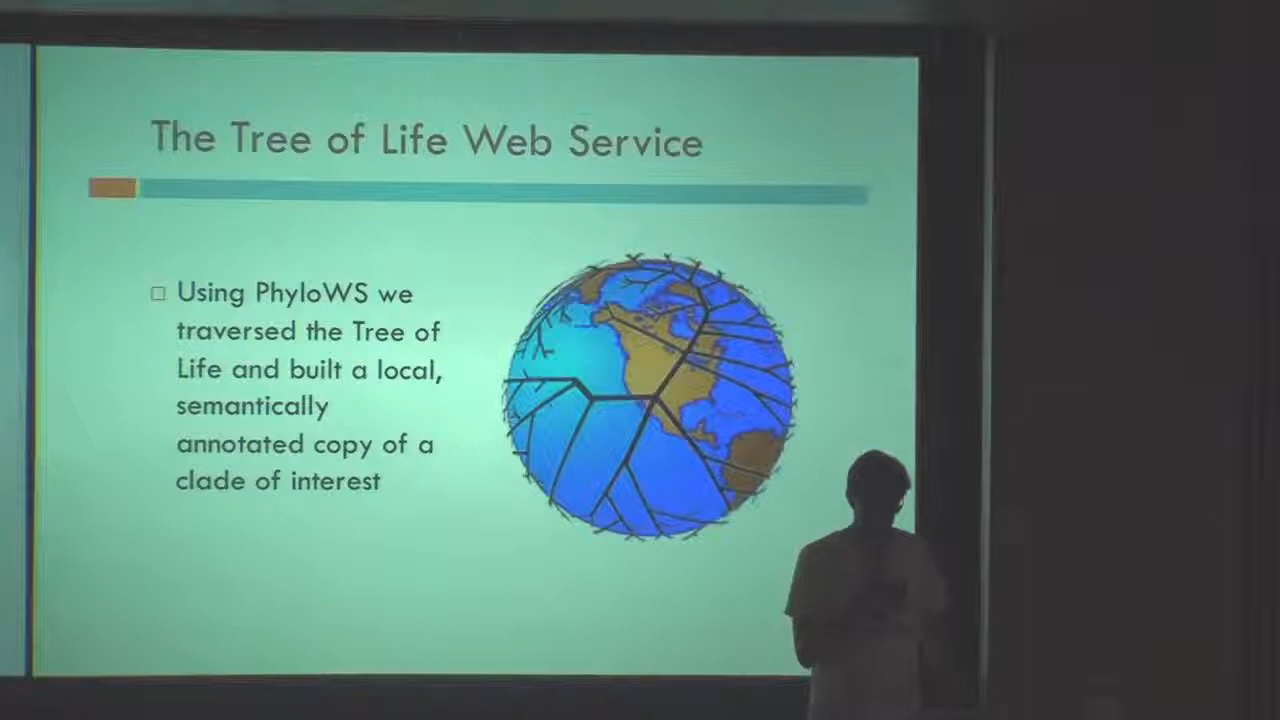 The Tree of Life Web Service
Using PhyloWS we
traversed the Tree of
Life and built a local,
semantically
annotated copy of a
clade of interest